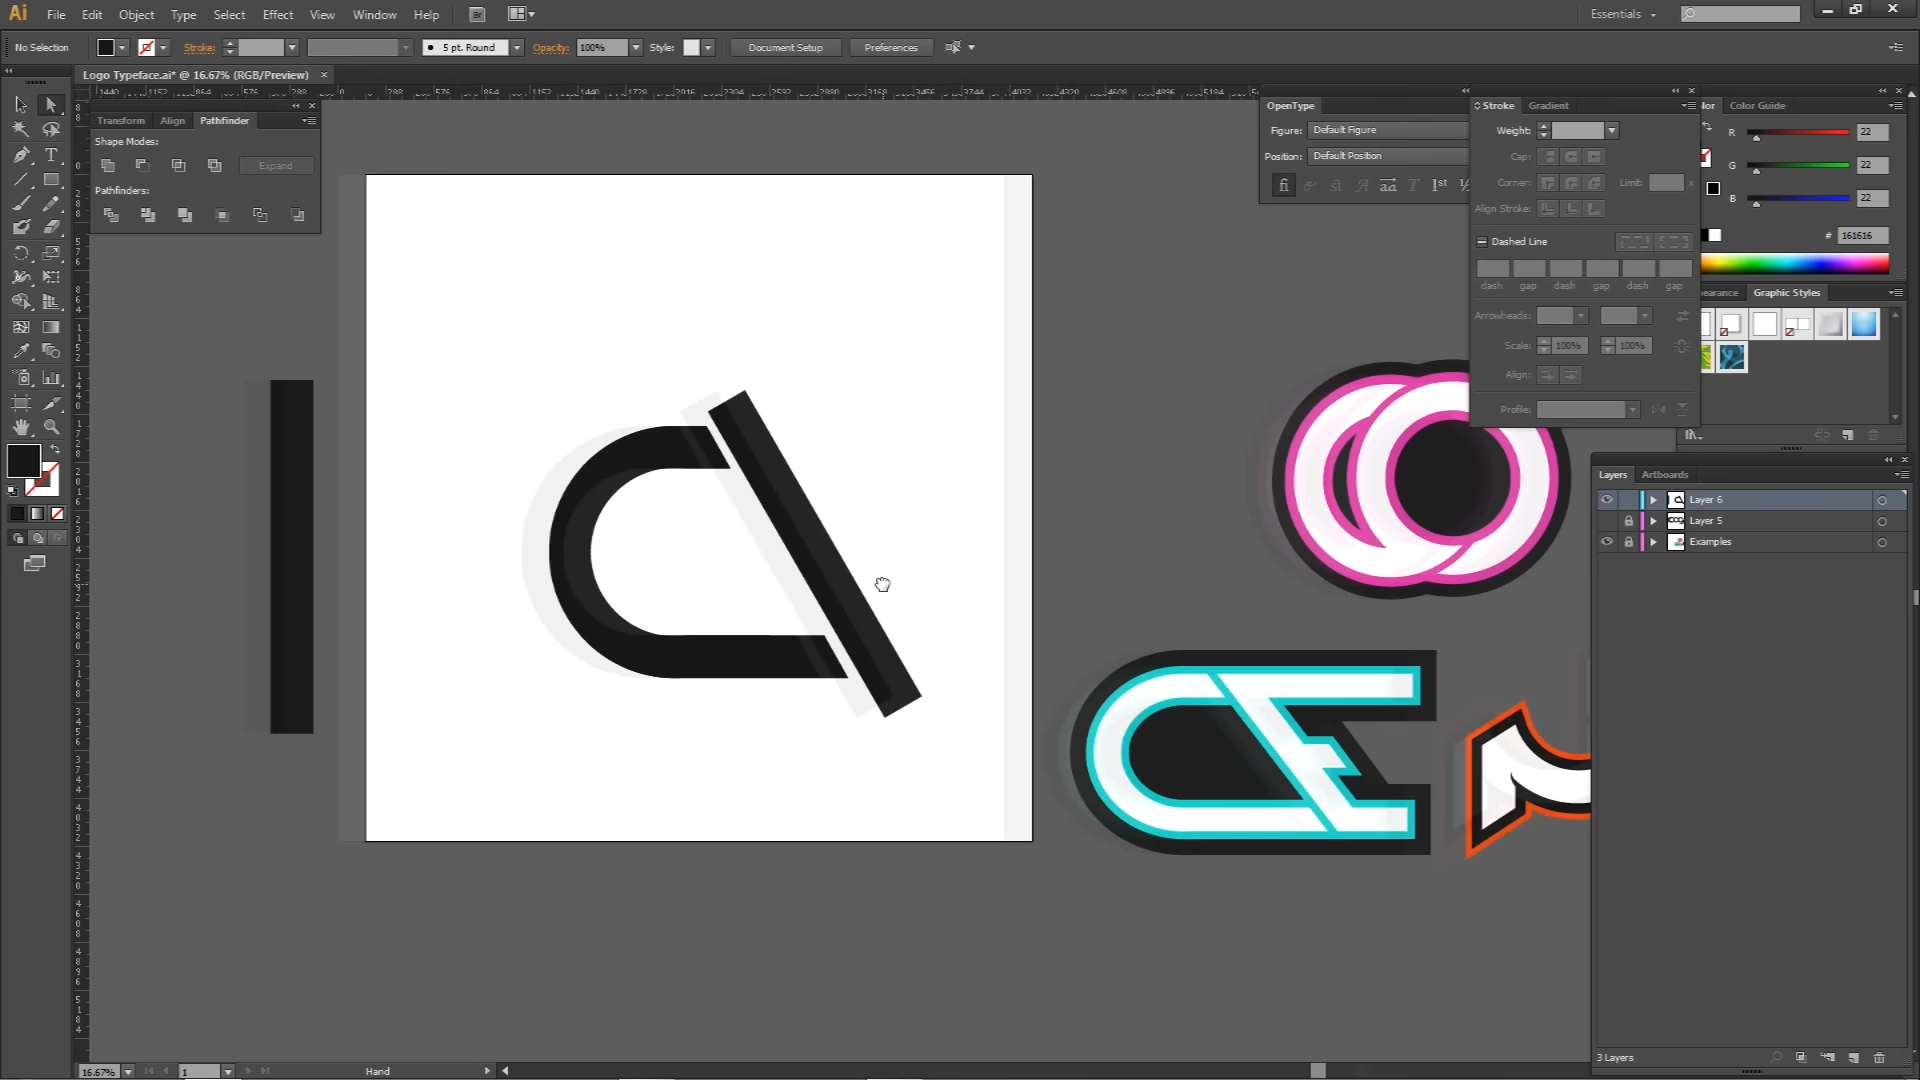 Ai File Edit Object Type Select Effect View Window Help Br Essentials
No Selection Stroke: 5 pt. Round Opacity: 100% Style: Document Setup Preferences
Logo Typeface.ai* @ 16.67% (RGB/Preview) ×
Transform Align Pathfinder
Shape Modes:
Expand
Pathfinders:
OpenType
Figure: Default Figure
Position: Default Position
Stroke Gradient
Weight:
Cap:
Corner: Limit: x
Align Stroke:
Dashed Line
dash gap dash gap dash gap
Arrowheads:
Scale: 100% 100%
Align:
Profile:
lor Color Guide
R 22
G 22
B 22
# 161616
pearance Graphic Styles
Layers Artboards
Layer 6
Layer 5
Examples
3 Layers
16.67% 1 Hand